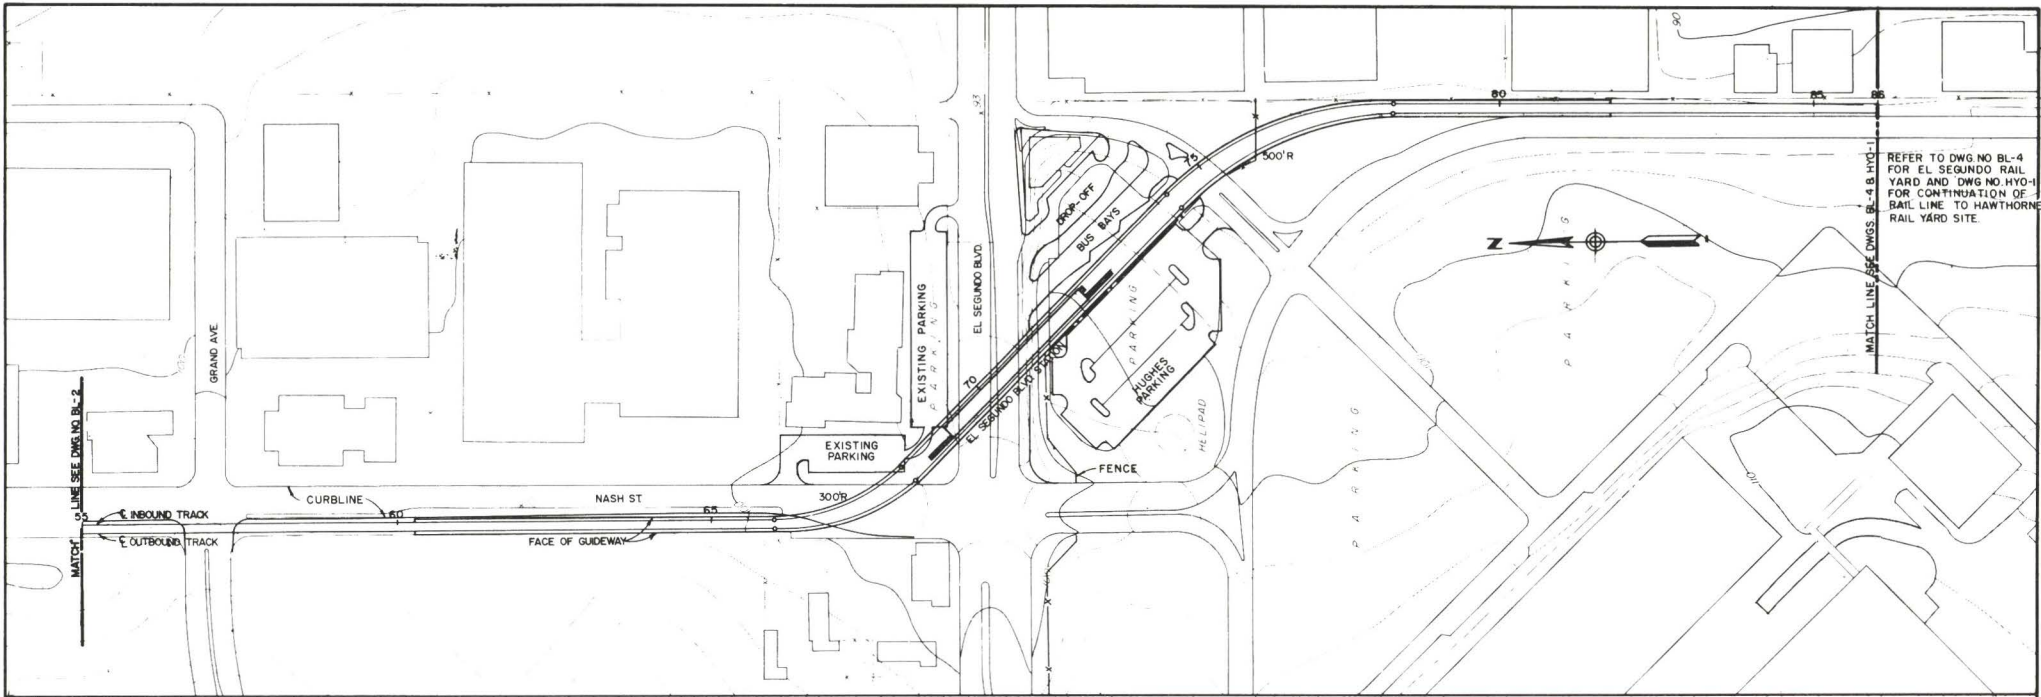 90
93
80
85
86
75
500'R
REFER TO DWG. NO BL-4
FOR EL SEGUNDO RAIL
YARD AND DWG NO. HYO-1
FOR CONTINUATION OF
RAIL LINE TO HAWTHORNE
RAIL YARD SITE.
MATCH LINE SEE DWGS. BL-4 & HYO-1
DROP-OFF
BUS BAYS
Z
PARKING
GRAND AVE.
EXISTING PARKING
PARKING
EL SEGUNDO BLVD.
PARKING
HUGHES
PARKING
HELIPAD
70
EL SEGUNDO BLVD. STATION
MATCH LINE SEE DWG. NO BL-2
EXISTING
PARKING
FENCE
PARKING
110
CURBLINE
NASH ST
300'R
55
℄ INBOUND TRACK
60
65
℄ OUTBOUND TRACK
FACE OF GUIDEWAY